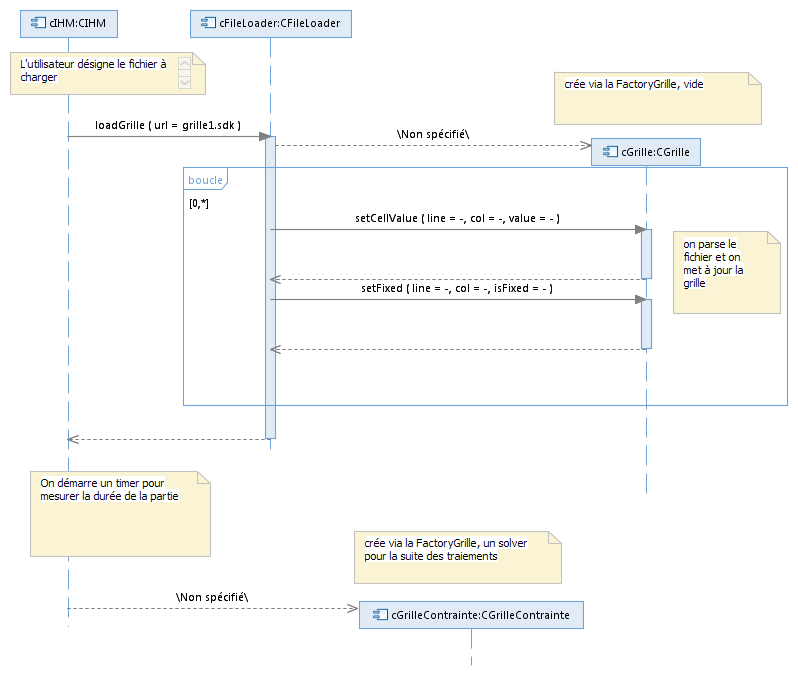 cIHM:CIHM
cFileLoader:CFileLoader
L'utilisateur désigne le fichier à
charger
crée via la FactoryGrille, vide
loadGrille ( url = grille1.sdk )
\Non spécifié\
cGrille:CGrille
boucle
[0,*]
setCellValue ( line = -, col = -, value = - )
on parse le
fichier et on
met à jour la
grille
setFixed ( line = -, col = -, isFixed = - )
On démarre un timer pour
mesurer la durée de la partie
crée via la FactoryGrille, un solver
pour la suite des traiements
\Non spécifié\
cGrilleContrainte:CGrilleContrainte